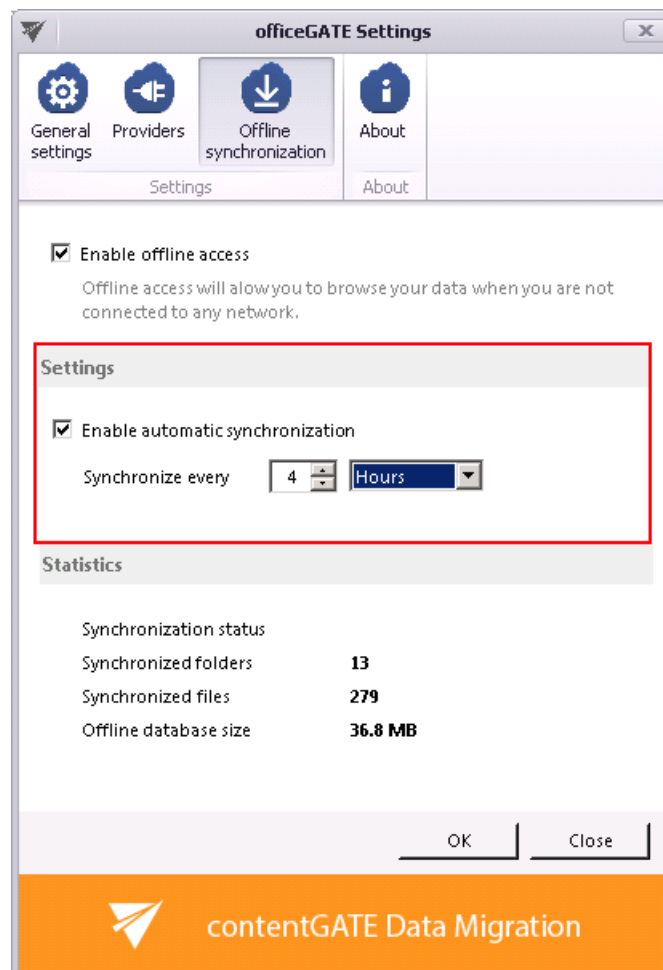 officeGATE Settings
General
settings
Providers
Offline
synchronization
About
Settings
About
Enable offline access
Offline access will alow you to browse your data when you are not
connected to any network.
Settings
Enable automatic synchronization
Synchronize every 4 Hours
Statistics
Synchronization status
Synchronized folders 13
Synchronized files 279
Offline database size 36.8 MB
OK Close
contentGATE Data Migration